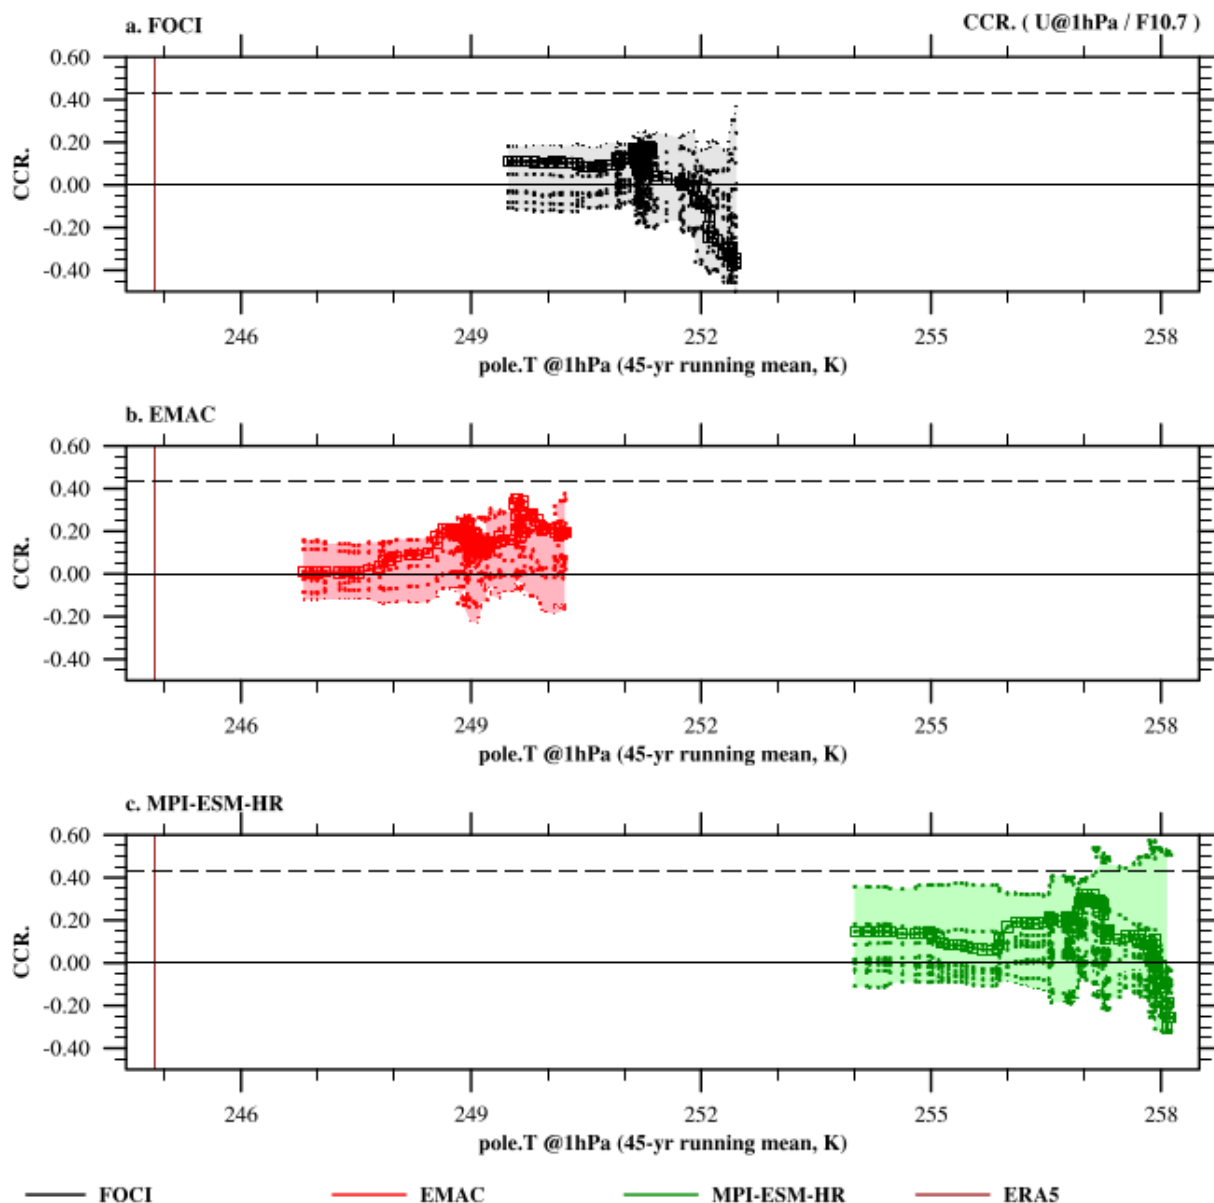 a. FOCI CCR. ( U@1hPa / F10.7 )
0.60
0.40
0.20
0.00
-0.20
-0.40
CCR.
246 249 252 255 258
pole.T @1hPa (45-yr running mean, K)
b. EMAC
0.60
0.40
0.20
0.00
-0.20
-0.40
CCR.
246 249 252 255 258
pole.T @1hPa (45-yr running mean, K)
c. MPI-ESM-HR
0.60
0.40
0.20
0.00
-0.20
-0.40
CCR.
246 249 252 255 258
pole.T @1hPa (45-yr running mean, K)
FOCI EMAC MPI-ESM-HR ERA5